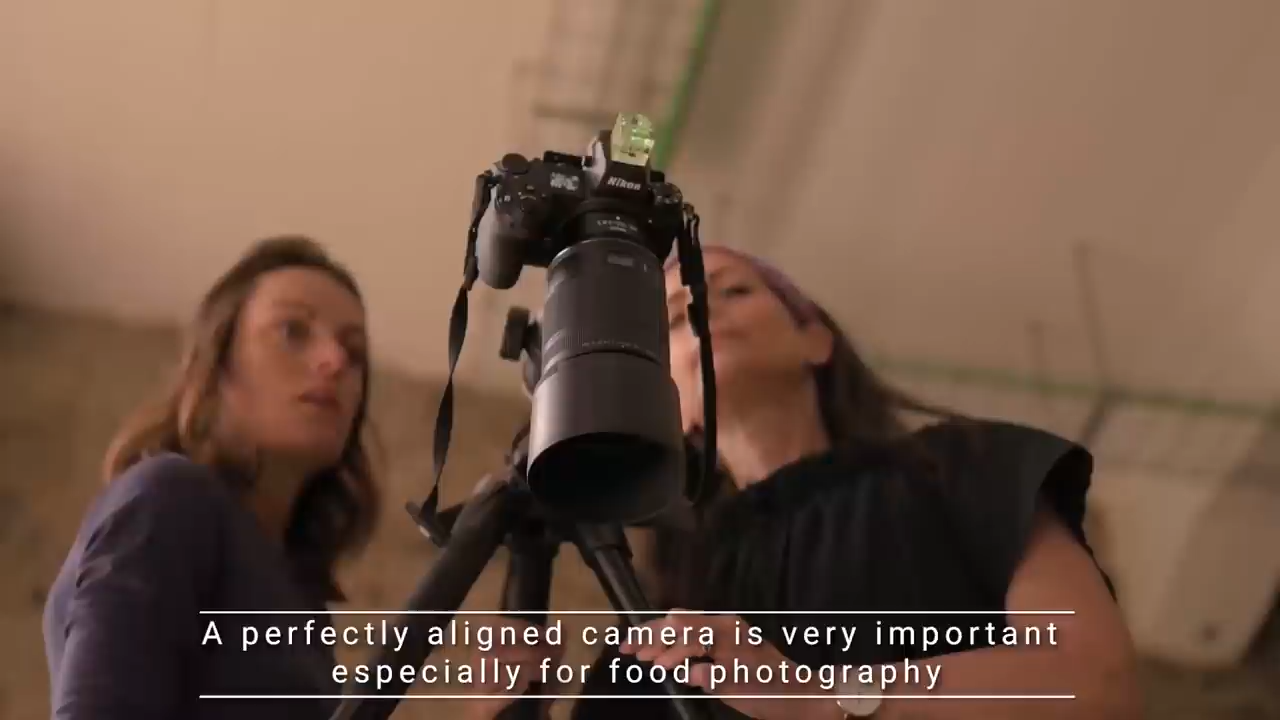 Nikon
A perfectly aligned camera is very important
especially for food photography